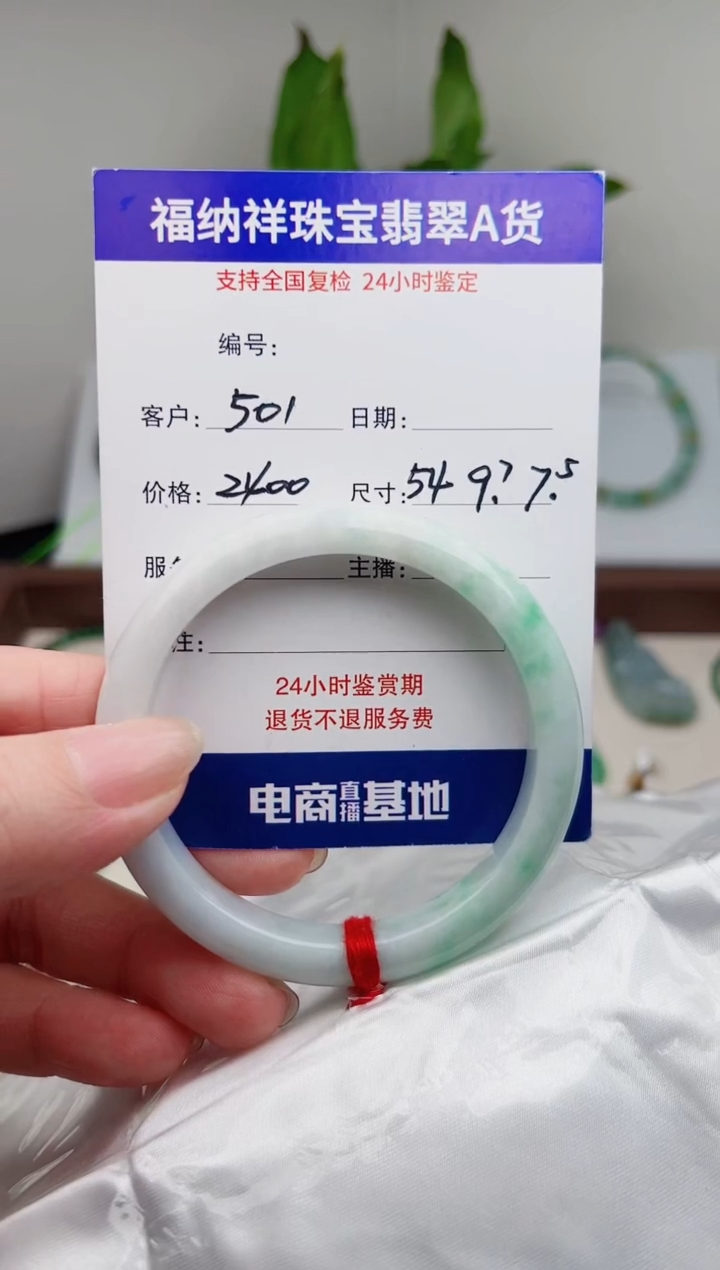 福纳祥珠宝翡翠A货
支持全国复检 24小时鉴定
编号:
客户: 501 日期:
价格: 2400 尺寸: 54 9.7 7.5
服 主播:
注:
24小时鉴赏期
退货不退服务费
电商直播基地